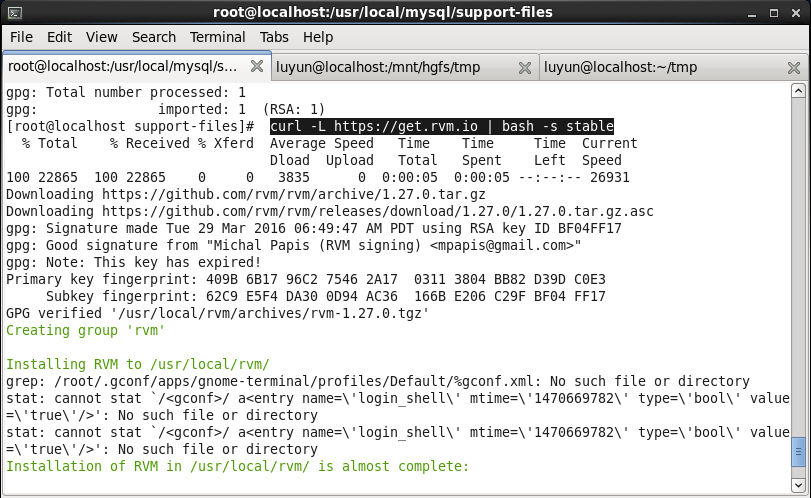 root@localhost:/usr/local/mysql/support-files
File Edit View Search Terminal Tabs Help
root@localhost:/usr/local/mysql/s... luyun@localhost:/mnt/hgfs/tmp luyun@localhost:~/tmp
gpg: Total number processed: 1
gpg:               imported: 1  (RSA: 1)
[root@localhost support-files]#  curl -L https://get.rvm.io | bash -s stable
  % Total    % Received % Xferd  Average Speed   Time    Time     Time  Current
                                 Dload  Upload   Total   Spent    Left  Speed
100 22865  100 22865    0     0   3835      0  0:00:05  0:00:05 --:--:-- 26931
Downloading https://github.com/rvm/rvm/archive/1.27.0.tar.gz
Downloading https://github.com/rvm/rvm/releases/download/1.27.0/1.27.0.tar.gz.asc
gpg: Signature made Tue 29 Mar 2016 06:49:47 AM PDT using RSA key ID BF04FF17
gpg: Good signature from "Michal Papis (RVM signing) <mpapis@gmail.com>"
gpg: Note: This key has expired!
Primary key fingerprint: 409B 6B17 96C2 7546 2A17  0311 3804 BB82 D39D C0E3
     Subkey fingerprint: 62C9 E5F4 DA30 0D94 AC36  166B E206 C29F BF04 FF17
GPG verified '/usr/local/rvm/archives/rvm-1.27.0.tgz'
Creating group 'rvm'
Installing RVM to /usr/local/rvm/
grep: /root/.gconf/apps/gnome-terminal/profiles/Default/%gconf.xml: No such file or directory
stat: cannot stat `/<gconf>/ a<entry name=\'login_shell\' mtime=\'1470669782\' type=\'bool\' value
=\'true\'/>': No such file or directory
stat: cannot stat `/<gconf>/ a<entry name=\'login_shell\' mtime=\'1470669782\' type=\'bool\' value
=\'true\'/>': No such file or directory
Installation of RVM in /usr/local/rvm/ is almost complete: